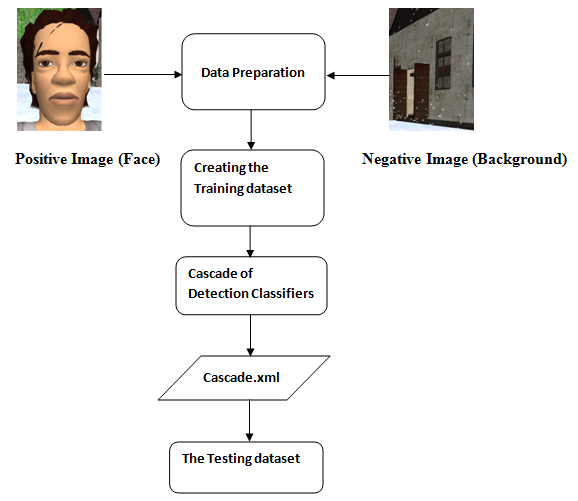 Data Preparation
Positive Image (Face)
Negative Image (Background)
Creating the
Training dataset
Cascade of
Detection Classifiers
Cascade.xml
The Testing dataset